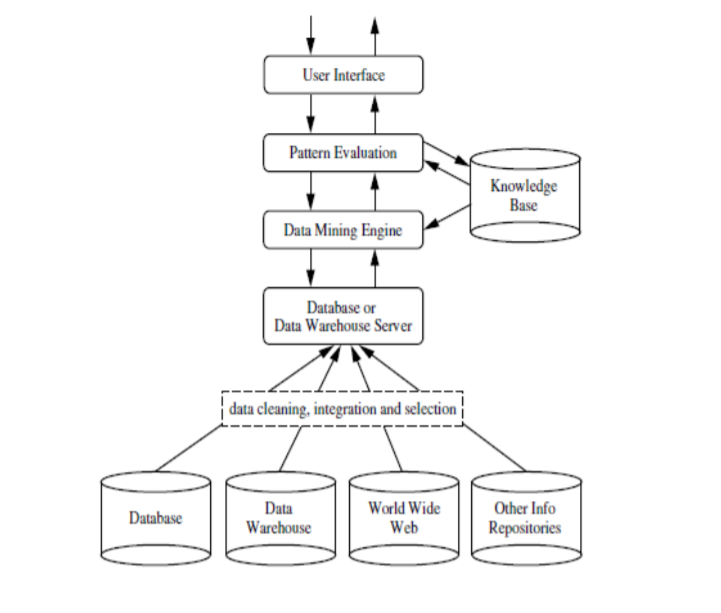 User Interface
Pattern Evaluation
Knowledge
Base
Data Mining Engine
Database or
Data Warehouse Server
data cleaning, integration and selection
Database
Data
Warehouse
World Wide
Web
Other Info
Repositories